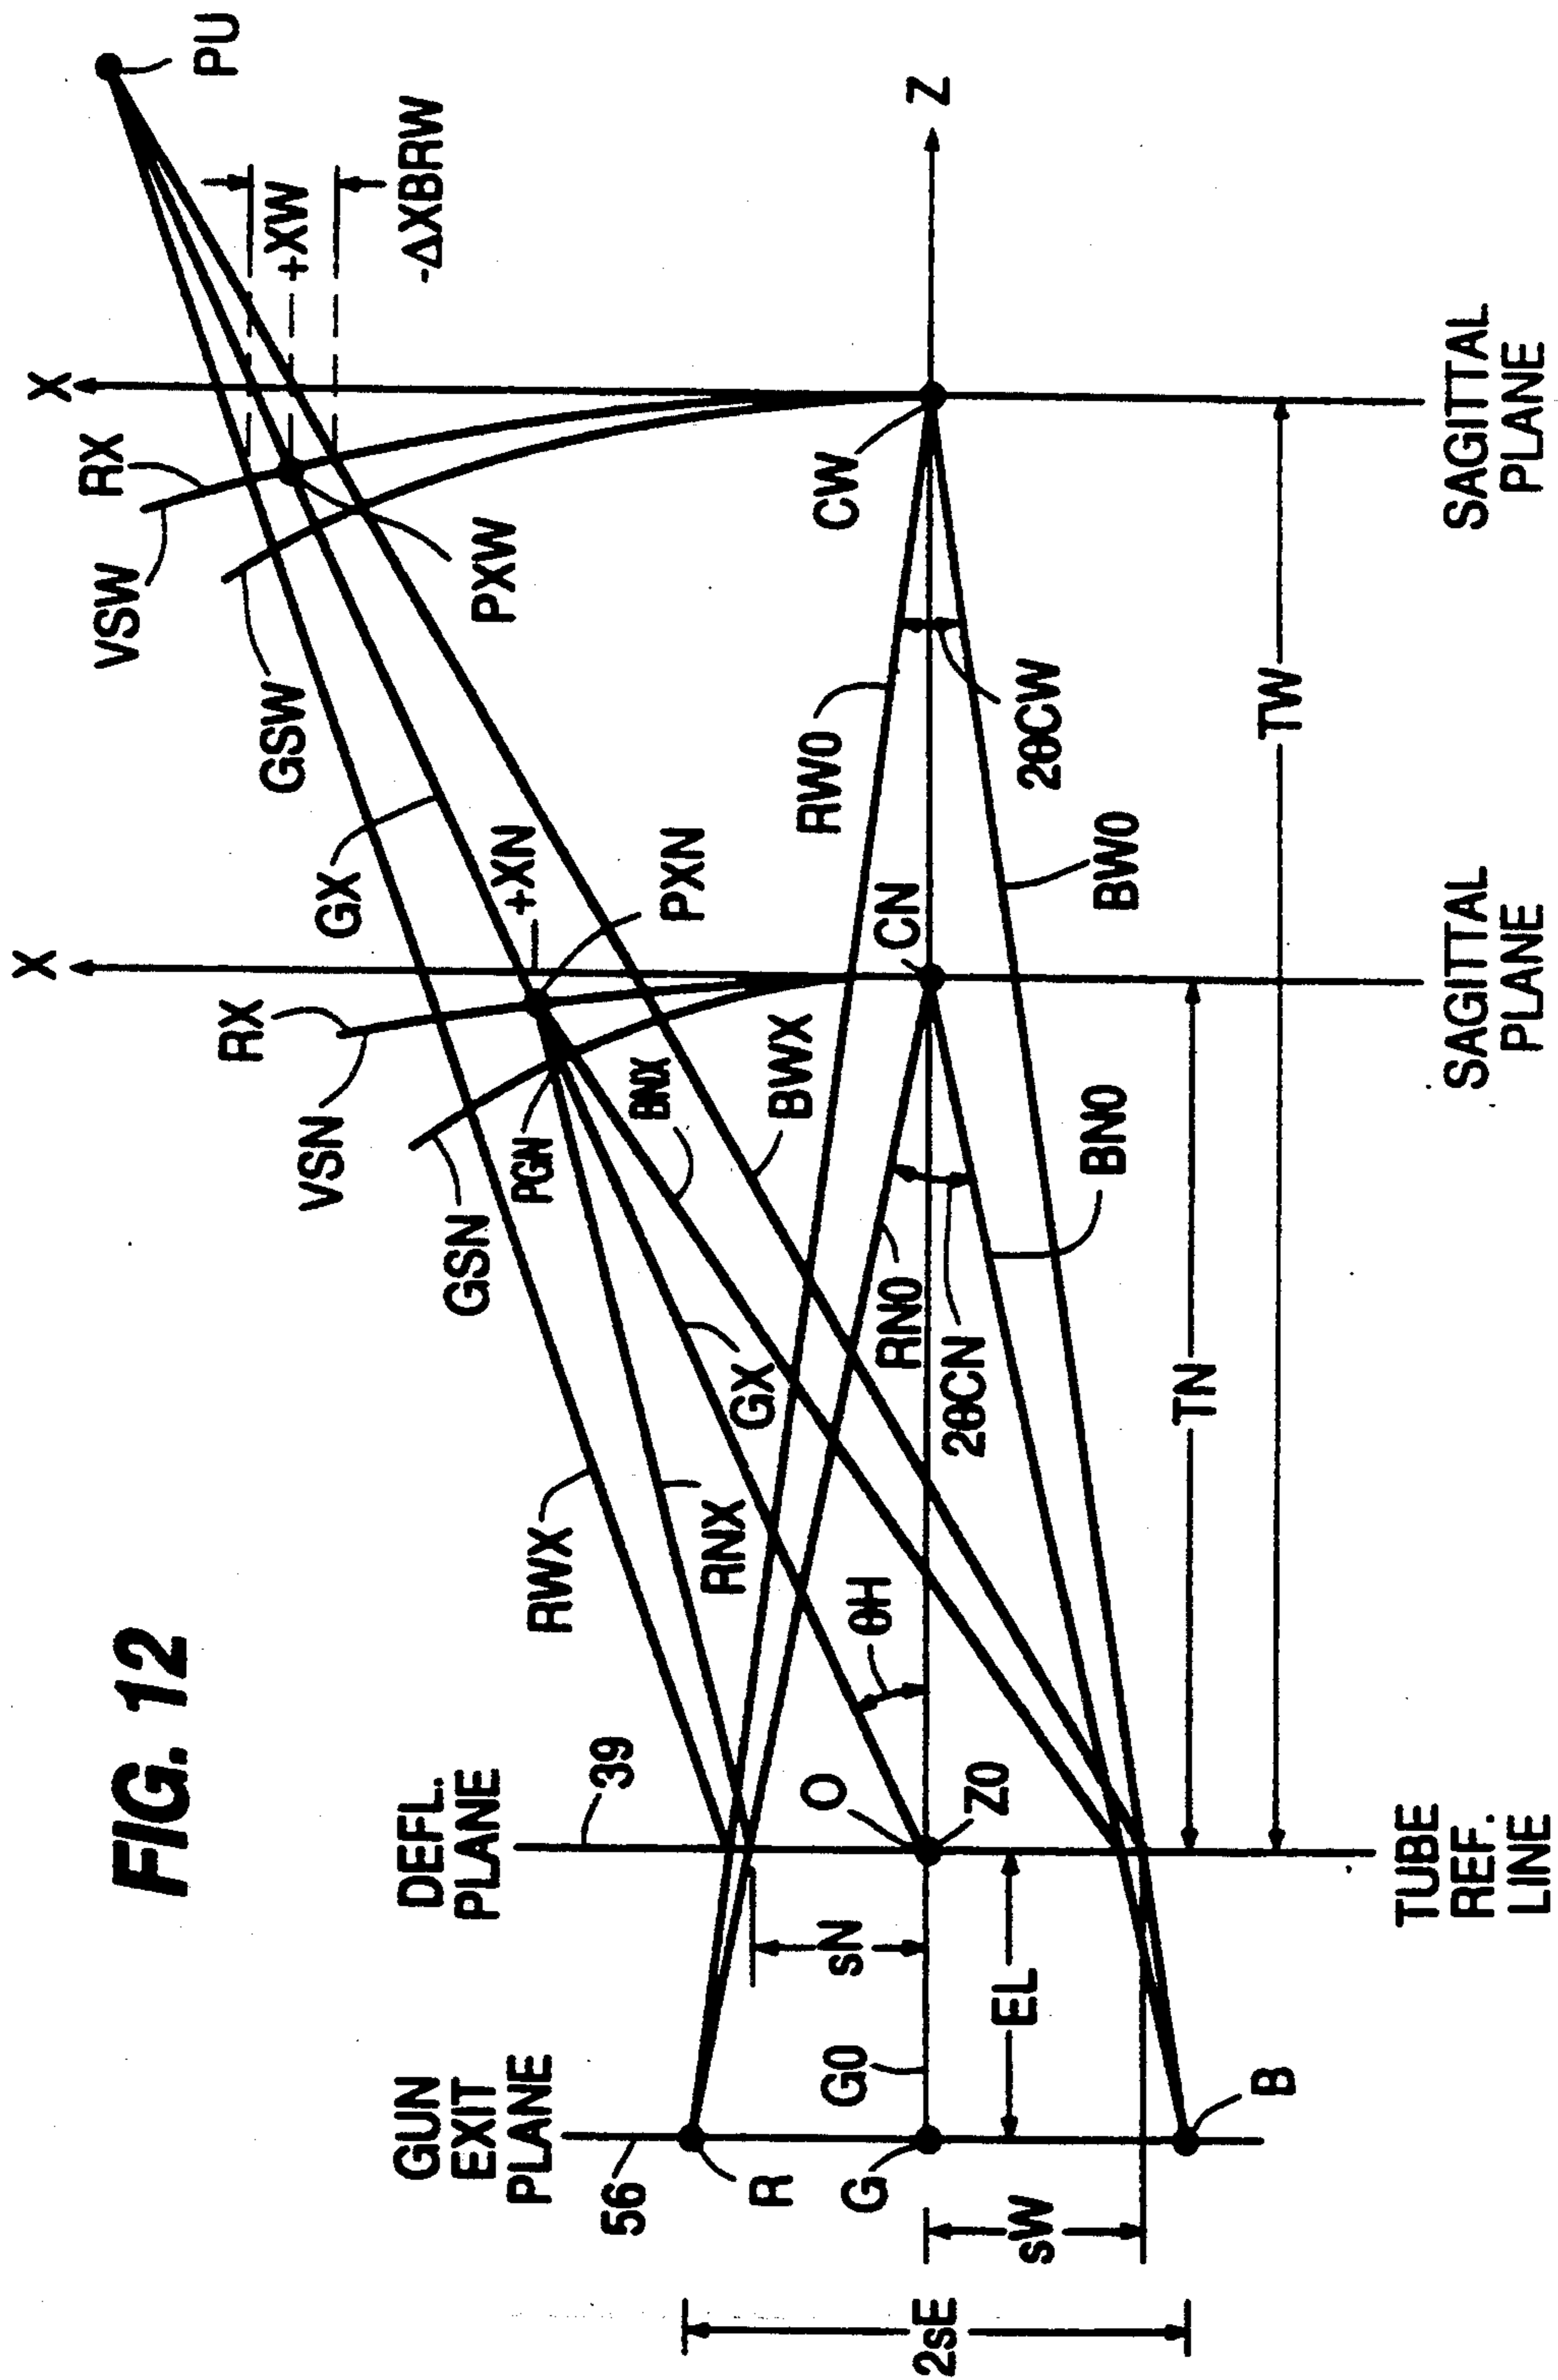 FIG. 12
GUN
EXIT
PLANE
56
R
G
G0
B
2sE
sW
sN
EL
DEFL.
PLANE
39
O
Z0
TUBE
REF.
LINE
θH
RWX
RNX
GX
RN0
2θCN
BN0
TN
TW
GSN
VSN
RX
X
PGN
BNX
BWX
PXN
+XN
CN
SAGITTAL
PLANE
GX
GSW
VSW
RX
X
PXW
RW0
2θCW
BW0
CW
SAGITTAL
PLANE
+XW
-ΔXBRW
PU
Z